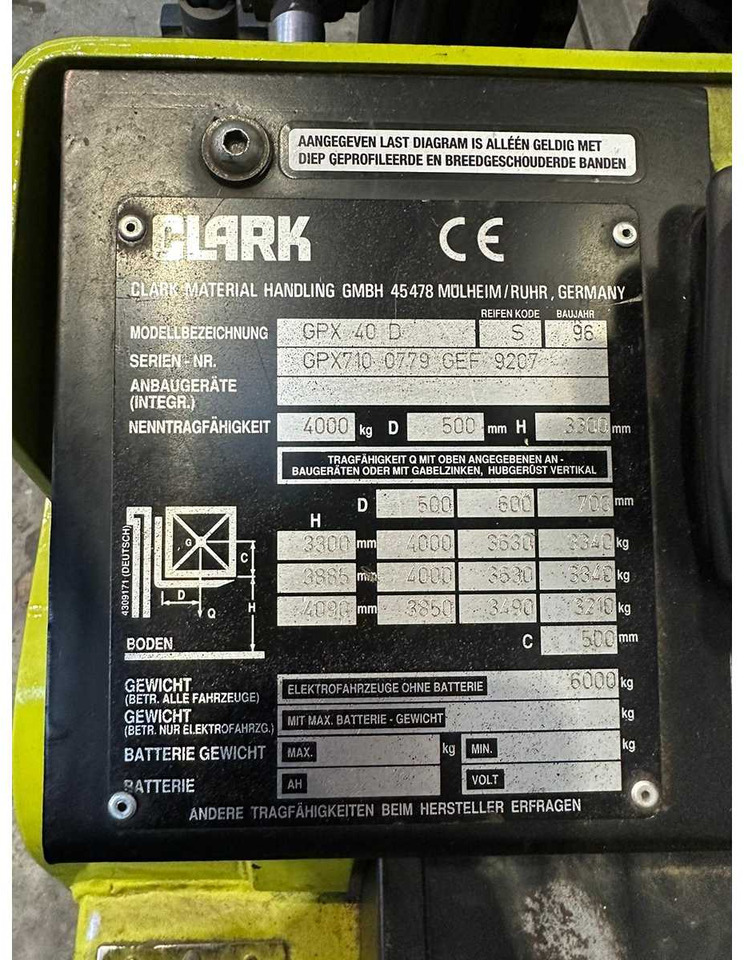 AANGEGEVEN LAST DIAGRAM IS ALLÉÉN GELDIG MET
DIEP GEPROFILEERDE EN BREEDGESCHOUDERDE BANDEN
CLARK CE
CLARK MATERIAL HANDLING GMBH 45478 MÜLHEIM/RUHR, GERMANY
REIFEN KODE BAUJAHR
MODELLBEZEICHNUNG GPX 40 D S 96
SERIEN-NR. GPX710 0779 GEF 9207
ANBAUGERÄTE
(INTEGR.)
NENNTRAGFÄHIGKEIT 4000 kg D 500 mm H 3300 mm
TRAGFÄHIGKEIT Q MIT OBEN ANGEGEBENEN AN-
BAUGERÄTEN ODER MIT GABELZINKEN, HUBGERÜST VERTIKAL
D 500 600 700 mm
H
3300 mm 4000 3630 3340 kg
3885 mm 4000 3630 3340 kg
4090 mm 3850 3490 3210 kg
C 500 mm
4309171 (DEUTSCH)
G
C
D
H
Q
BODEN
GEWICHT
(BETR. ALLE FAHRZEUGE) ELEKTROFAHRZEUGE OHNE BATTERIE 6000 kg
GEWICHT
(BETR. NUR ELEKTROFAHRZG.) MIT MAX. BATTERIE - GEWICHT kg
BATTERIE GEWICHT MAX. kg MIN. kg
BATTERIE AH VOLT
ANDERE TRAGFÄHIGKEITEN BEIM HERSTELLER ERFRAGEN